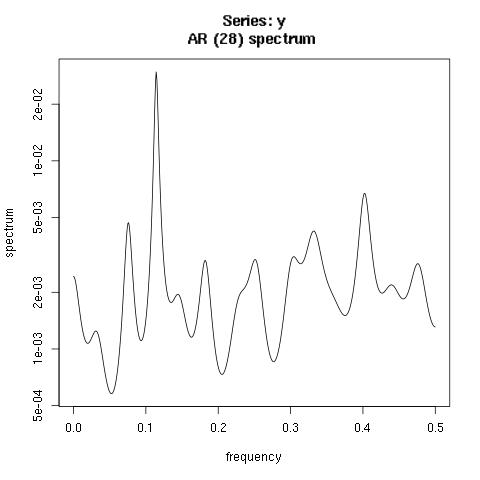 Series: y
AR (28) spectrum
spectrum
2e-02
1e-02
5e-03
2e-03
1e-03
5e-04
0.0 0.1 0.2 0.3 0.4 0.5
frequency